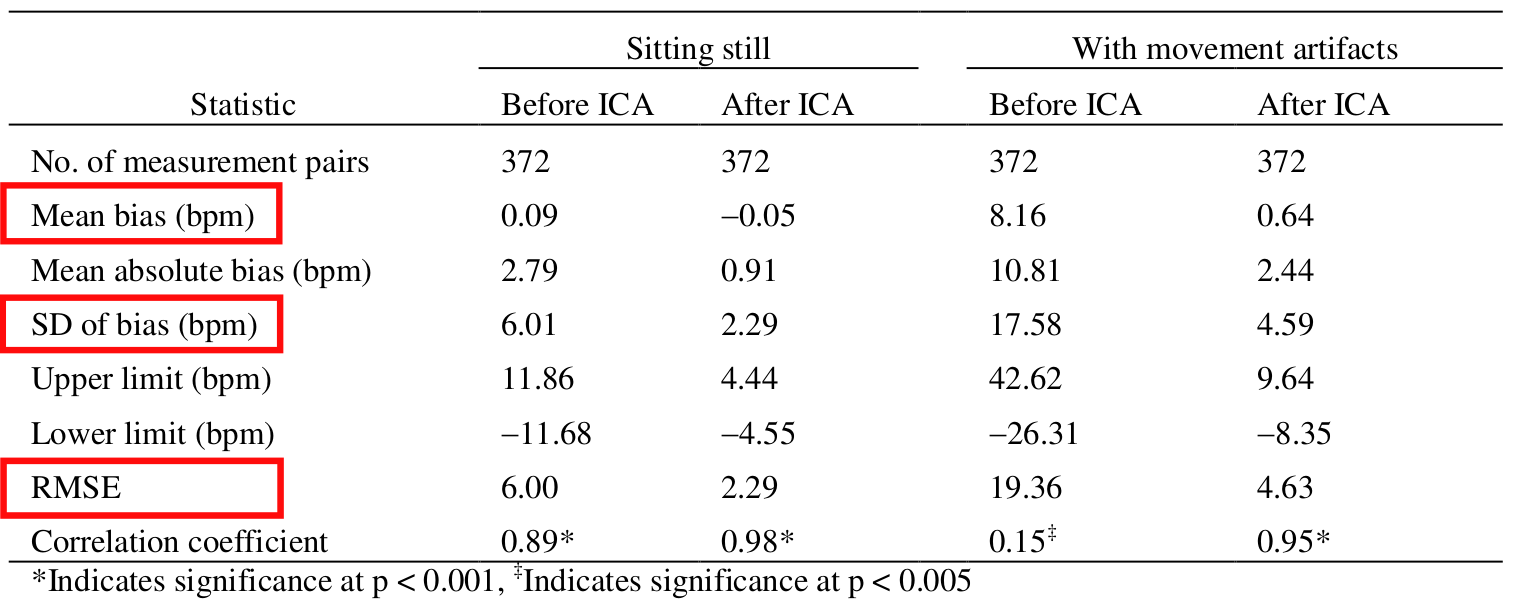 Sitting still With movement artifacts
Statistic Before ICA After ICA Before ICA After ICA
No. of measurement pairs 372 372 372 372
Mean bias (bpm) 0.09 –0.05 8.16 0.64
Mean absolute bias (bpm) 2.79 0.91 10.81 2.44
SD of bias (bpm) 6.01 2.29 17.58 4.59
Upper limit (bpm) 11.86 4.44 42.62 9.64
Lower limit (bpm) –11.68 –4.55 –26.31 –8.35
RMSE 6.00 2.29 19.36 4.63
Correlation coefficient 0.89* 0.98* 0.15‡ 0.95*
*Indicates significance at p < 0.001, ‡Indicates significance at p < 0.005